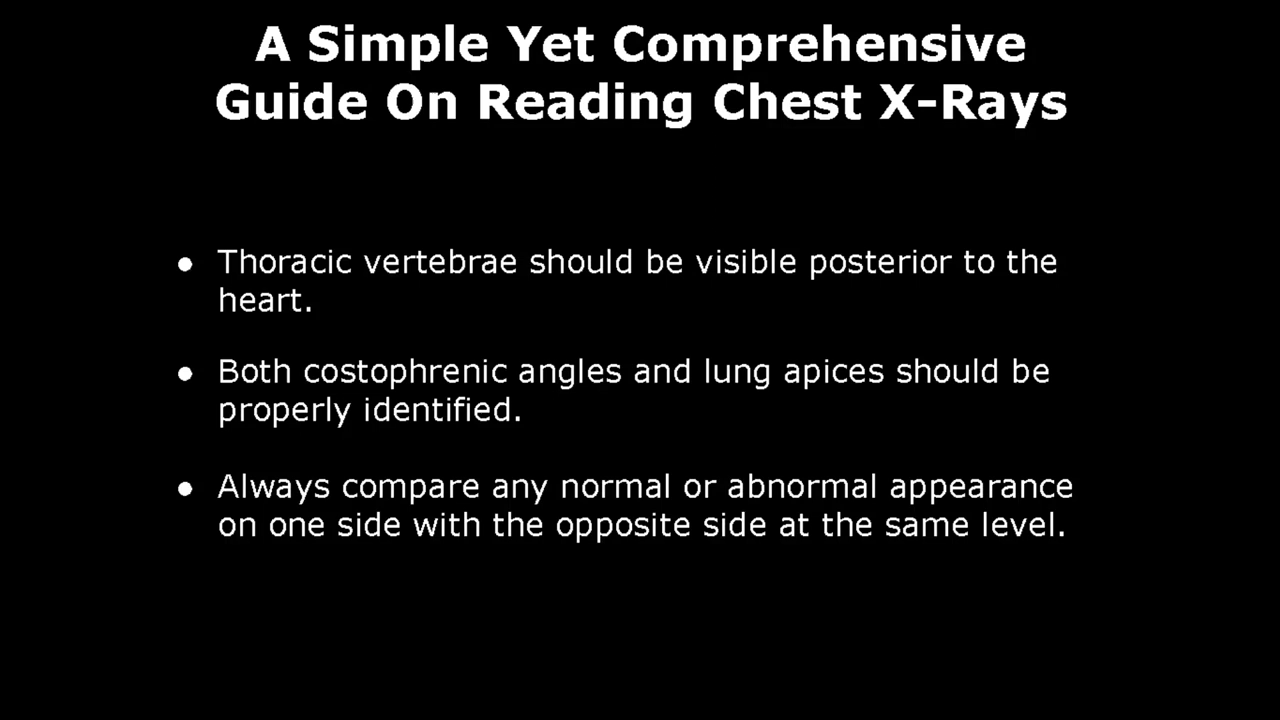 A Simple Yet Comprehensive
Guide On Reading Chest X-Rays
● Thoracic vertebrae should be visible posterior to the
heart.
● Both costophrenic angles and lung apices should be
properly identified.
● Always compare any normal or abnormal appearance
on one side with the opposite side at the same level.